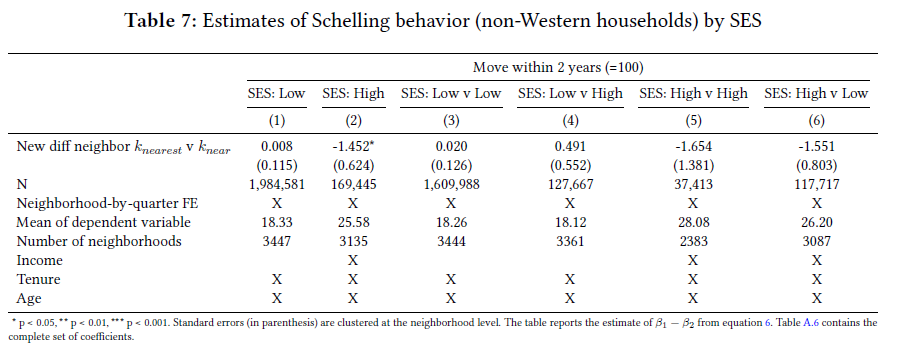 Table 7: Estimates of Schelling behavior (non-Western households) by SES
Move within 2 years (=100)
SES: Low SES: High SES: Low v Low SES: Low v High SES: High v High SES: High v Low
(1) (2) (3) (4) (5) (6)
New diff neighbor k_nearest v k_near 0.008 -1.452* 0.020 0.491 -1.654 -1.551
(0.115) (0.624) (0.126) (0.552) (1.381) (0.803)
N 1,984,581 169,445 1,609,988 127,667 37,413 117,717
Neighborhood-by-quarter FE X X X X X X
Mean of dependent variable 18.33 25.58 18.26 18.12 28.08 26.20
Number of neighborhoods 3447 3135 3444 3361 2383 3087
Income X X X
Tenure X X X X X X
Age X X X X X X
* p < 0.05, ** p < 0.01, *** p < 0.001. Standard errors (in parenthesis) are clustered at the neighborhood level. The table reports the estimate of β1 − β2 from equation 6. Table A.6 contains the
complete set of coefficients.